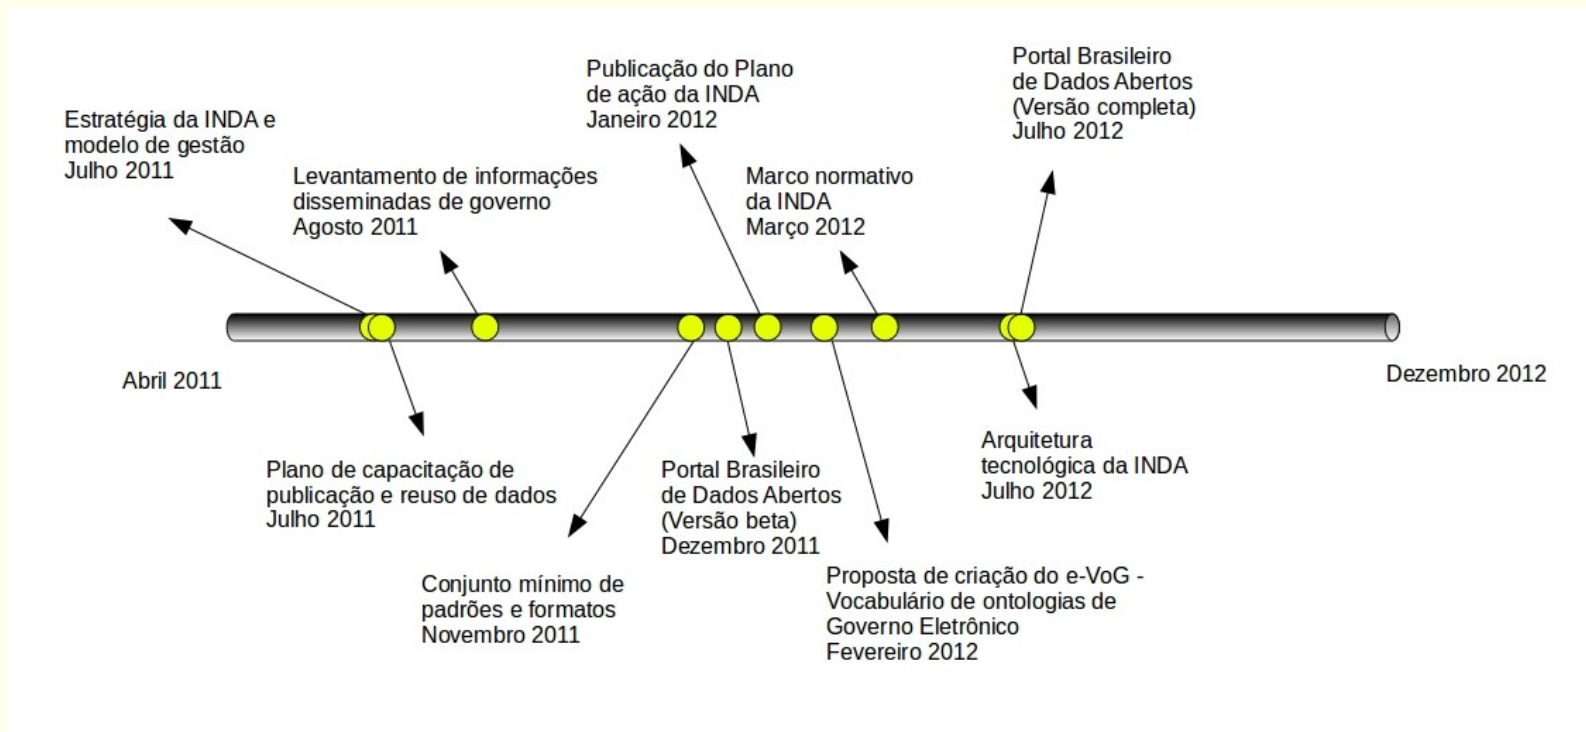 Estratégia da INDA e
modelo de gestão
Julho 2011
Levantamento de informações
disseminadas de governo
Agosto 2011
Publicação do Plano
de ação da INDA
Janeiro 2012
Marco normativo
da INDA
Março 2012
Portal Brasileiro
de Dados Abertos
(Versão completa)
Julho 2012
Abril 2011
Dezembro 2012
Plano de capacitação de
publicação e reuso de dados
Julho 2011
Conjunto mínimo de
padrões e formatos
Novembro 2011
Portal Brasileiro
de Dados Abertos
(Versão beta)
Dezembro 2011
Proposta de criação do e-VoG -
Vocabulário de ontologias de
Governo Eletrônico
Fevereiro 2012
Arquitetura
tecnológica da INDA
Julho 2012